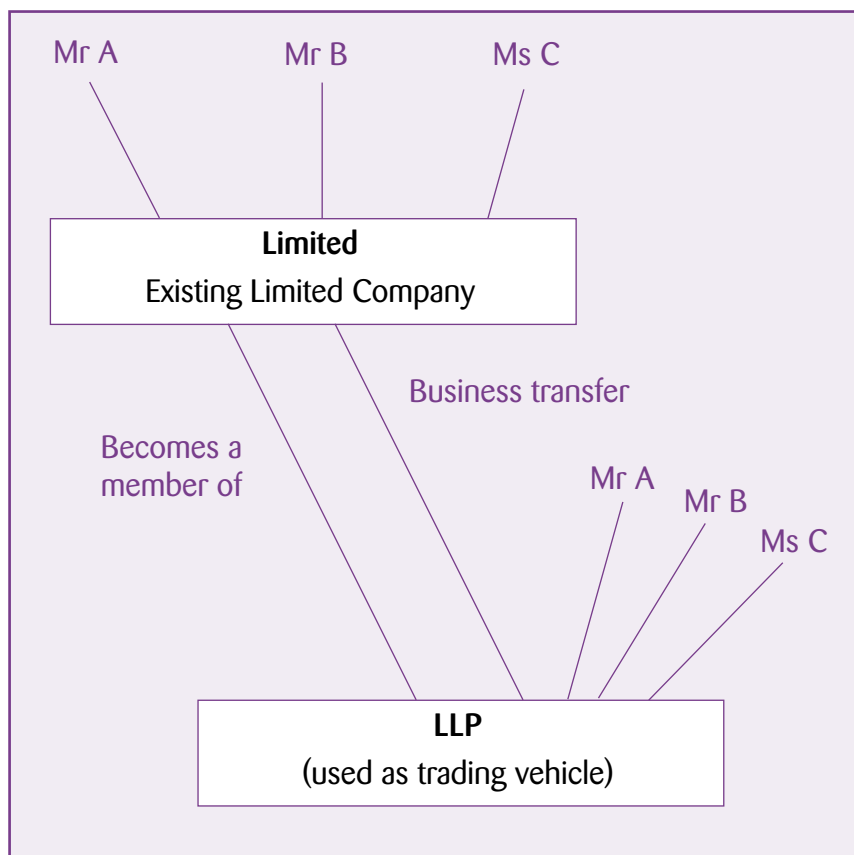 Mr A
Mr B
Ms C
Limited
Existing Limited Company
Business transfer
Becomes a
member of
Mr A
Mr B
Ms C
LLP
(used as trading vehicle)